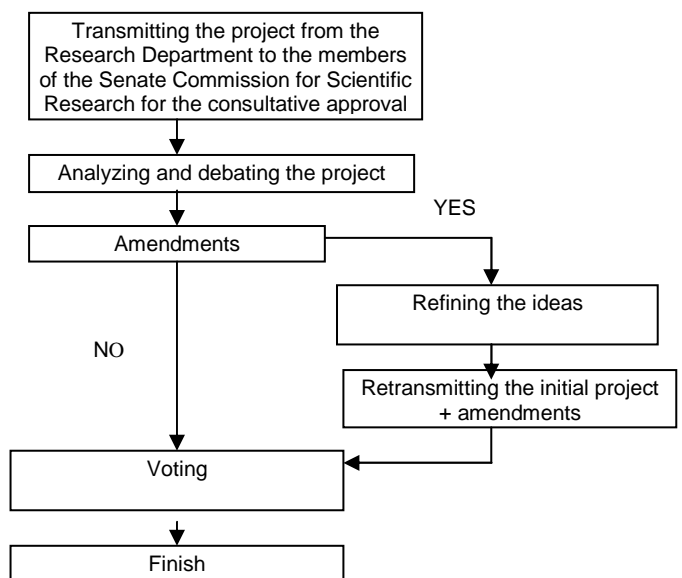 Transmitting the project from the
Research Department to the members
of the Senate Commission for Scientific
Research for the consultative approval
Analyzing and debating the project
YES
Amendments
Refining the ideas
NO
Retransmitting the initial project
+ amendments
Voting
Finish